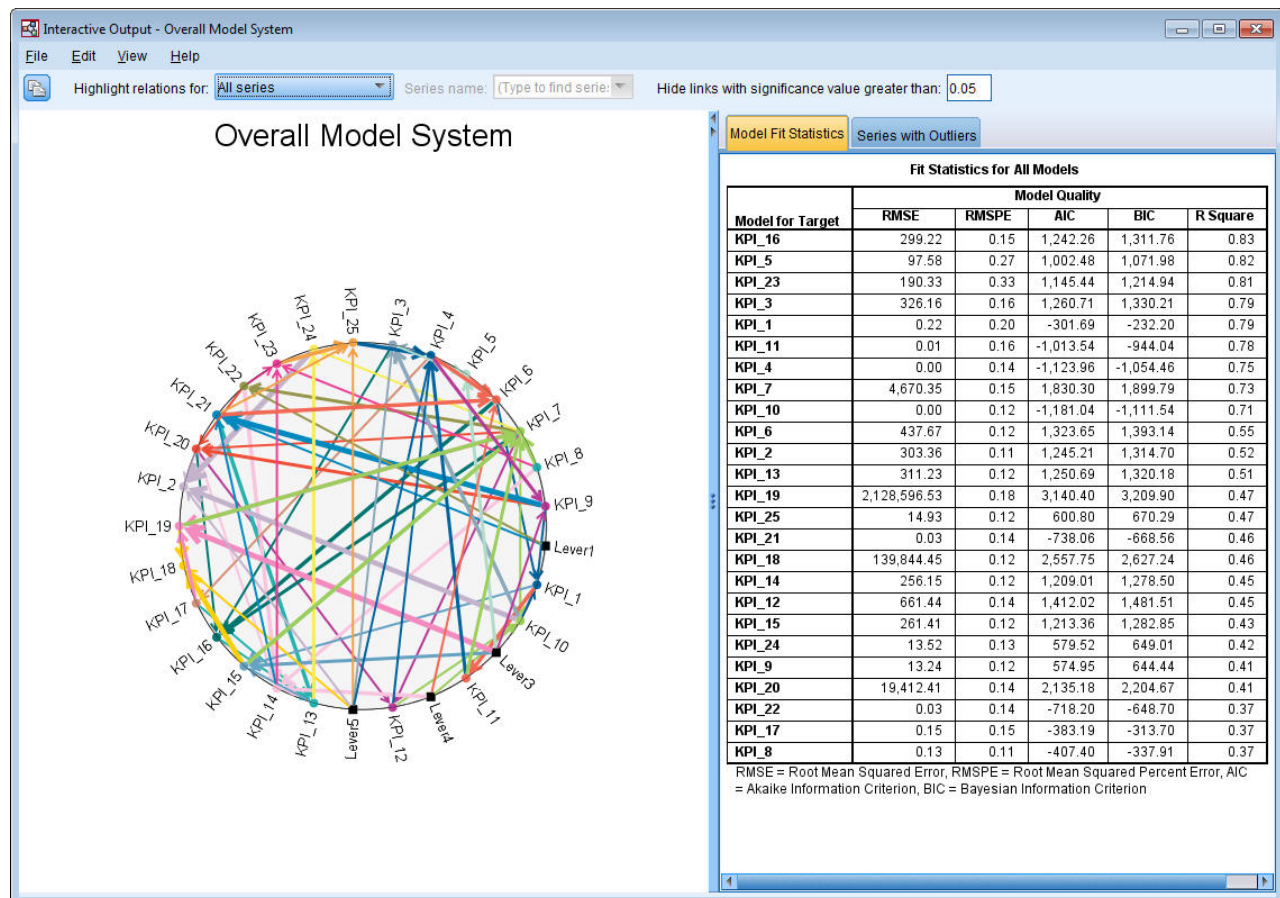 Interactive Output - Overall Model System
File Edit View Help
Highlight relations for: All series Series name: (Type to find serie: Hide links with significance value greater than: 0.05
Overall Model System
KPI_25
KPI_3
KPI_4
KPI_5
KPI_6
KPI_7
KPI_8
KPI_9
Lever1
KPI_1
KPI_10
Lever3
KPI_11
Lever4
KPI_12
Lever5
KPI_13
KPI_14
KPI_15
KPI_16
KPI_17
KPI_18
KPI_19
KPI_2
KPI_20
KPI_21
KPI_22
KPI_23
KPI_24
Model Fit Statistics Series with Outliers
Fit Statistics for All Models
Model Quality
Model for Target RMSE RMSPE AIC BIC R Square
KPI_16 299.22 0.15 1,242.26 1,311.76 0.83
KPI_5 97.58 0.27 1,002.48 1,071.98 0.82
KPI_23 190.33 0.33 1,145.44 1,214.94 0.81
KPI_3 326.16 0.16 1,260.71 1,330.21 0.79
KPI_1 0.22 0.20 -301.69 -232.20 0.79
KPI_11 0.01 0.16 -1,013.54 -944.04 0.78
KPI_4 0.00 0.14 -1,123.96 -1,054.46 0.75
KPI_7 4,670.35 0.15 1,830.30 1,899.79 0.73
KPI_10 0.00 0.12 -1,181.04 -1,111.54 0.71
KPI_6 437.67 0.12 1,323.65 1,393.14 0.55
KPI_2 303.36 0.11 1,245.21 1,314.70 0.52
KPI_13 311.23 0.12 1,250.69 1,320.18 0.51
KPI_19 2,128,596.53 0.18 3,140.40 3,209.90 0.47
KPI_25 14.93 0.12 600.80 670.29 0.47
KPI_21 0.03 0.14 -738.06 -668.56 0.46
KPI_18 139,844.45 0.12 2,557.75 2,627.24 0.46
KPI_14 256.15 0.12 1,209.01 1,278.50 0.45
KPI_12 661.44 0.14 1,412.02 1,481.51 0.45
KPI_15 261.41 0.12 1,213.36 1,282.85 0.43
KPI_24 13.52 0.13 579.52 649.01 0.42
KPI_9 13.24 0.12 574.95 644.44 0.41
KPI_20 19,412.41 0.14 2,135.18 2,204.67 0.41
KPI_22 0.03 0.14 -718.20 -648.70 0.37
KPI_17 0.15 0.15 -383.19 -313.70 0.37
KPI_8 0.13 0.11 -407.40 -337.91 0.37
RMSE = Root Mean Squared Error, RMSPE = Root Mean Squared Percent Error, AIC
= Akaike Information Criterion, BIC = Bayesian Information Criterion